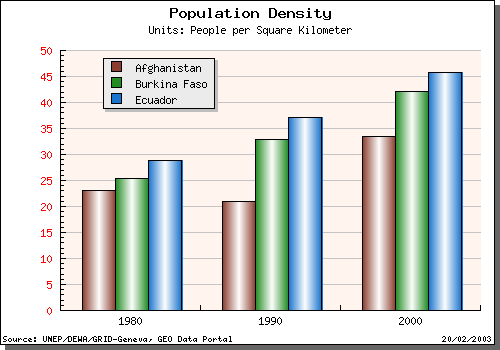 Population Density
Units: People per Square Kilometer
50
45
40
35
30
25
20
15
10
5
0
Afghanistan
Burkina Faso
Ecuador
1980 1990 2000
Source: UNEP/DEWA/GRID-Geneva, GEO Data Portal 20/02/2003